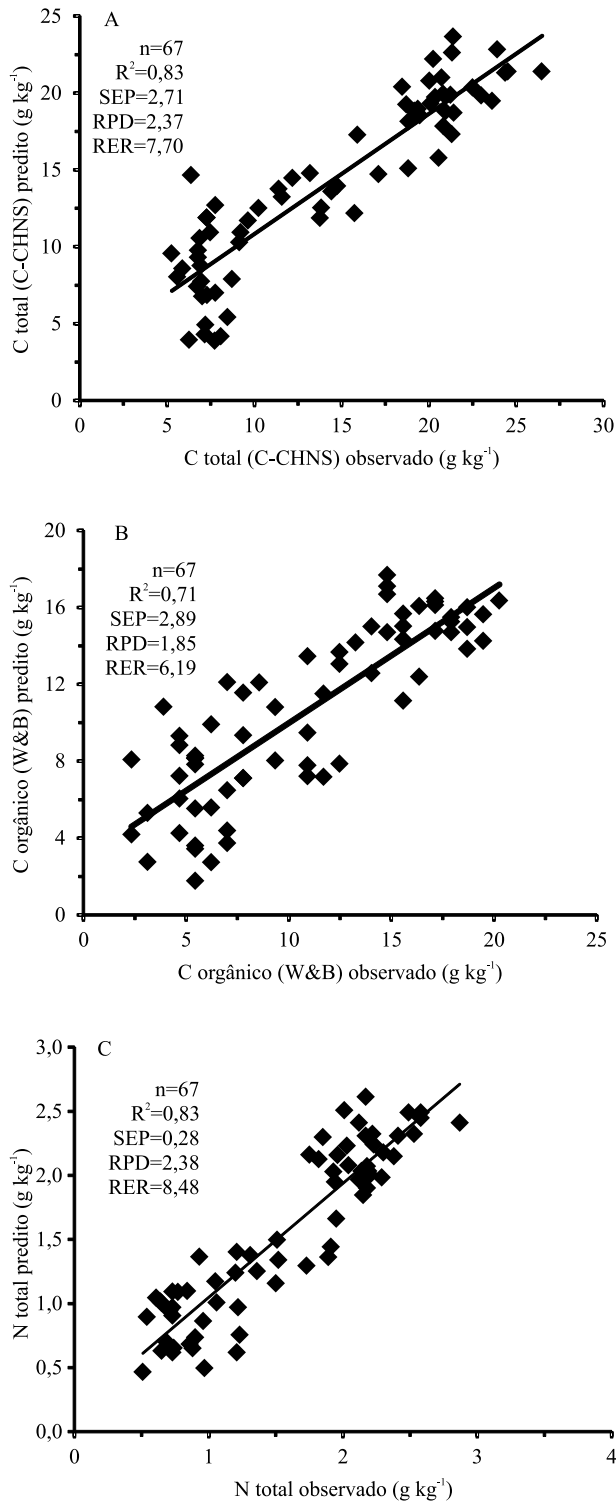 A
n=67
R²=0,83
SEP=2,71
RPD=2,37
RER=7,70
C total (C-CHNS) predito (g kg⁻¹)
25
20
15
10
5
0
0 5 10 15 20 25 30
C total (C-CHNS) observado (g kg⁻¹)
B
n=67
R²=0,71
SEP=2,89
RPD=1,85
RER=6,19
C orgânico (W&B) predito (g kg⁻¹)
20
16
12
8
4
0
0 5 10 15 20 25
C orgânico (W&B) observado (g kg⁻¹)
C
n=67
R²=0,83
SEP=0,28
RPD=2,38
RER=8,48
N total predito (g kg⁻¹)
3,0
2,5
2,0
1,5
1,0
0,5
0,0
0 1 2 3 4
N total observado (g kg⁻¹)